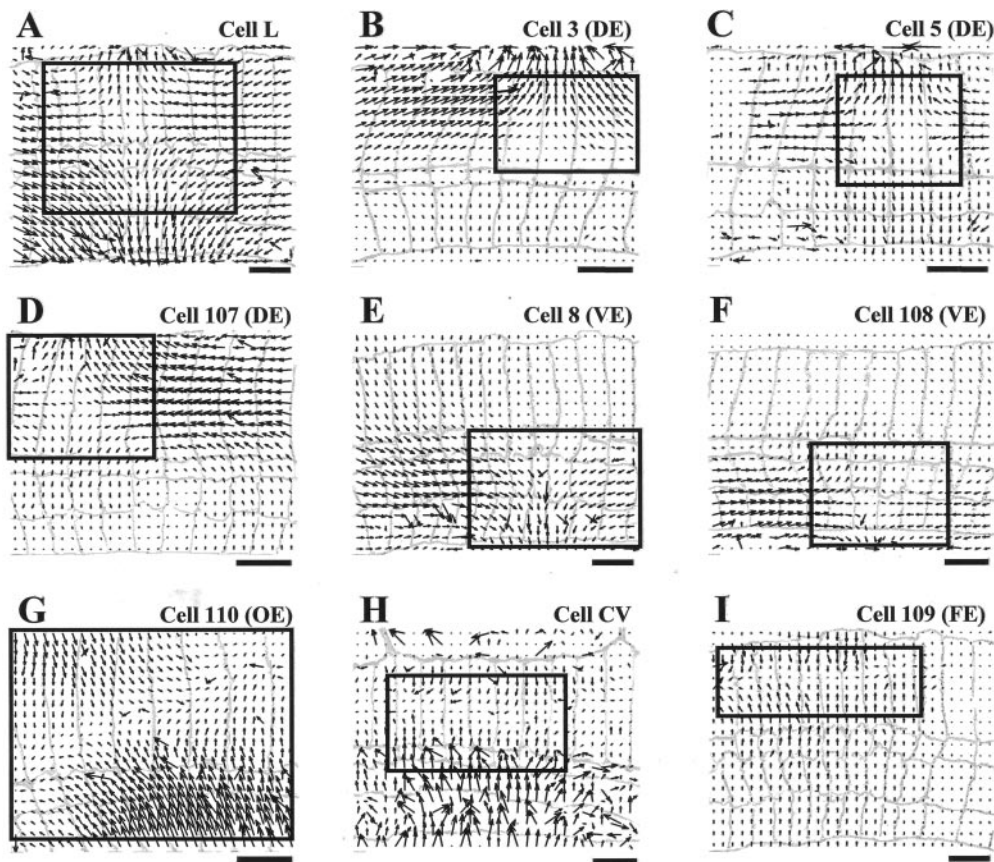 A Cell L
B Cell 3 (DE)
C Cell 5 (DE)
D Cell 107 (DE)
E Cell 8 (VE)
F Cell 108 (VE)
G Cell 110 (OE)
H Cell CV
I Cell 109 (FE)